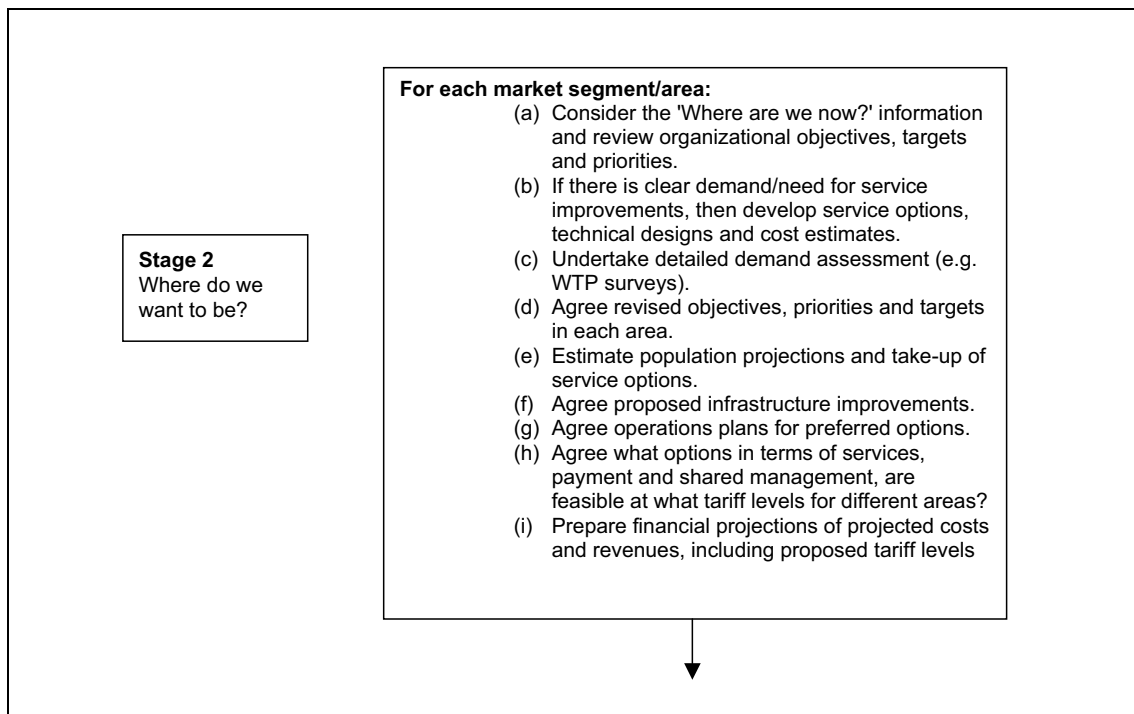 For each market segment/area:
(a) Consider the 'Where are we now?' information
and review organizational objectives, targets
and priorities.
(b) If there is clear demand/need for service
improvements, then develop service options,
technical designs and cost estimates.
(c) Undertake detailed demand assessment (e.g.
WTP surveys).
(d) Agree revised objectives, priorities and targets
in each area.
(e) Estimate population projections and take-up of
service options.
(f) Agree proposed infrastructure improvements.
(g) Agree operations plans for preferred options.
(h) Agree what options in terms of services,
payment and shared management, are
feasible at what tariff levels for different areas?
(i) Prepare financial projections of projected costs
and revenues, including proposed tariff levels
Stage 2
Where do we
want to be?